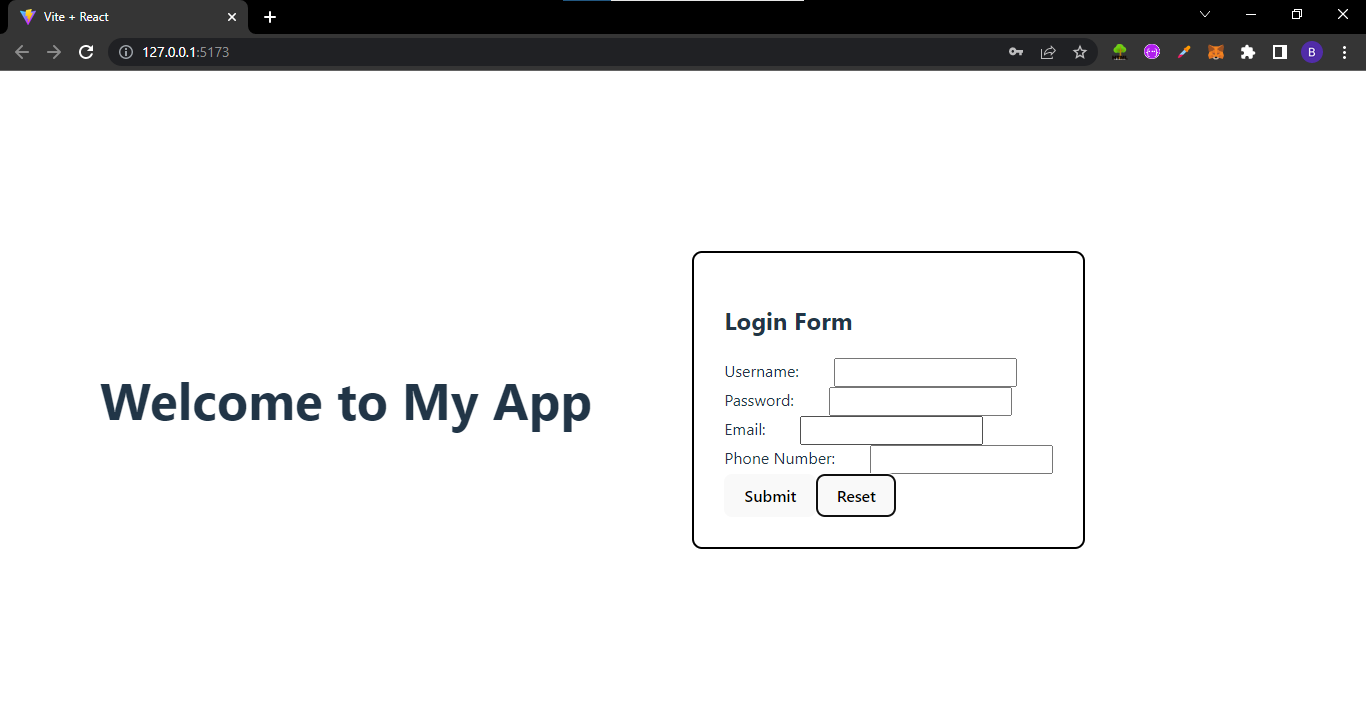 Vite + React
127.0.0.1:5173
B
Welcome to My App
Login Form
Username:
Password:
Email:
Phone Number:
Submit Reset